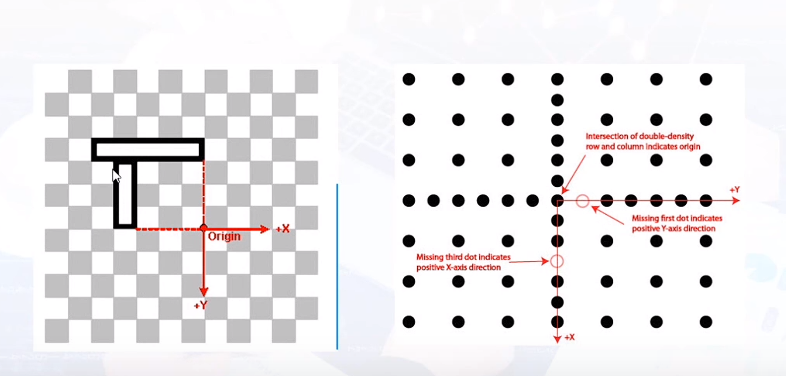 +X
Origin
+Y
Intersection of double-density
row and column indicates origin
+Y
Missing first dot indicates
positive Y-axis direction
Missing third dot indicates
positive X-axis direction
+X